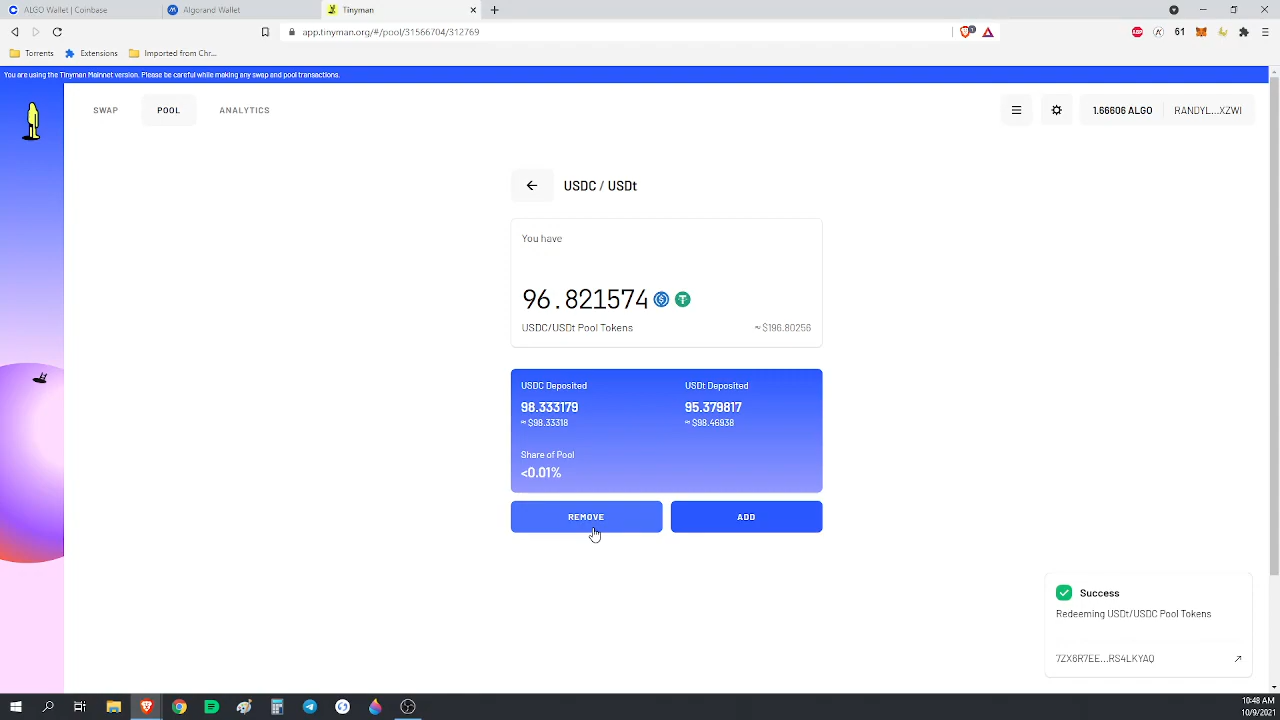 ALGO Wallet | Coinbase
Algorand Wallet
Tinyman
app.tinyman.org/#/pool/31566704/312769
61
Torrents
Extensions
Imported from Chr...
You are using the Tinyman Mainnet version. Please be careful while making any swap and pool transactions.
SWAP
POOL
ANALYTICS
1.66606 ALGO
RANDYL...XZWI
USDC / USDt
You have
96.821574
USDC/USDt Pool Tokens
≈ $196.80256
USDC Deposited
USDt Deposited
98.333179
95.379817
≈ $98.33318
≈ $98.46938
Share of Pool
<0.01%
REMOVE
ADD
Success
Redeeming USDt/USDC Pool Tokens
7ZX6R7EE...RS4LKYAQ
10:48 AM
10/9/2021